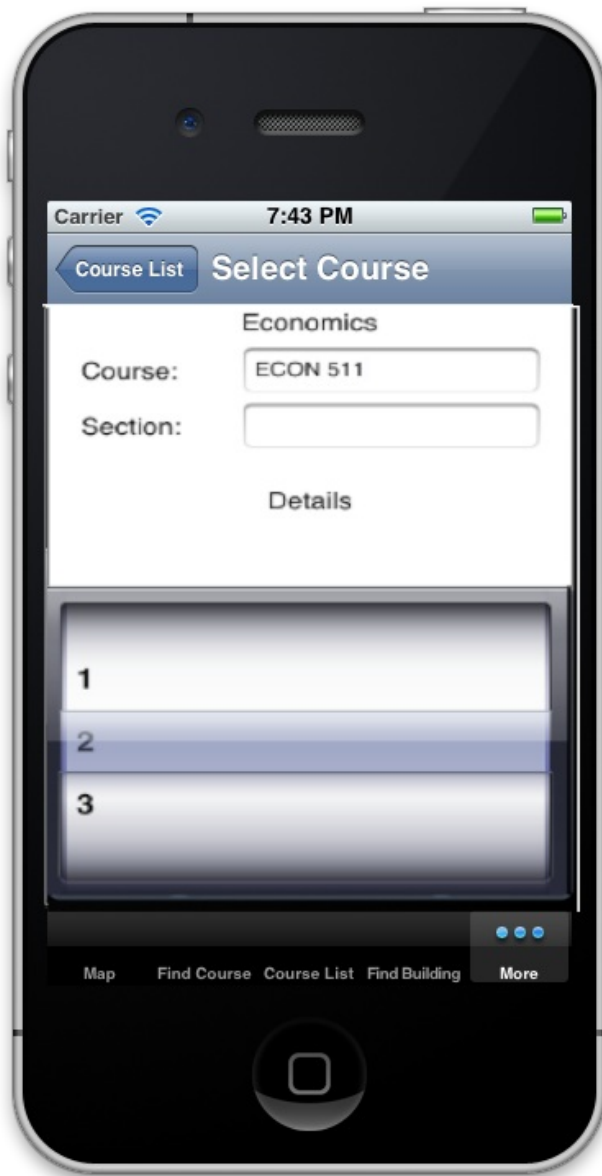 Carrier 7:43 PM
Course List Select Course
Economics
Course: ECON 511
Section:
Details
1
2
3
Map Find Course Course List Find Building More